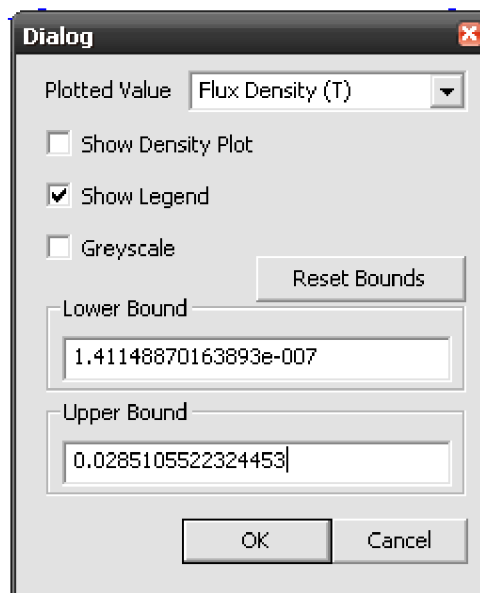 Dialog
Plotted Value Flux Density (T)
Show Density Plot
Show Legend
Greyscale
Reset Bounds
Lower Bound
1.41148870163893e-007
Upper Bound
0.0285105522324453
OK Cancel